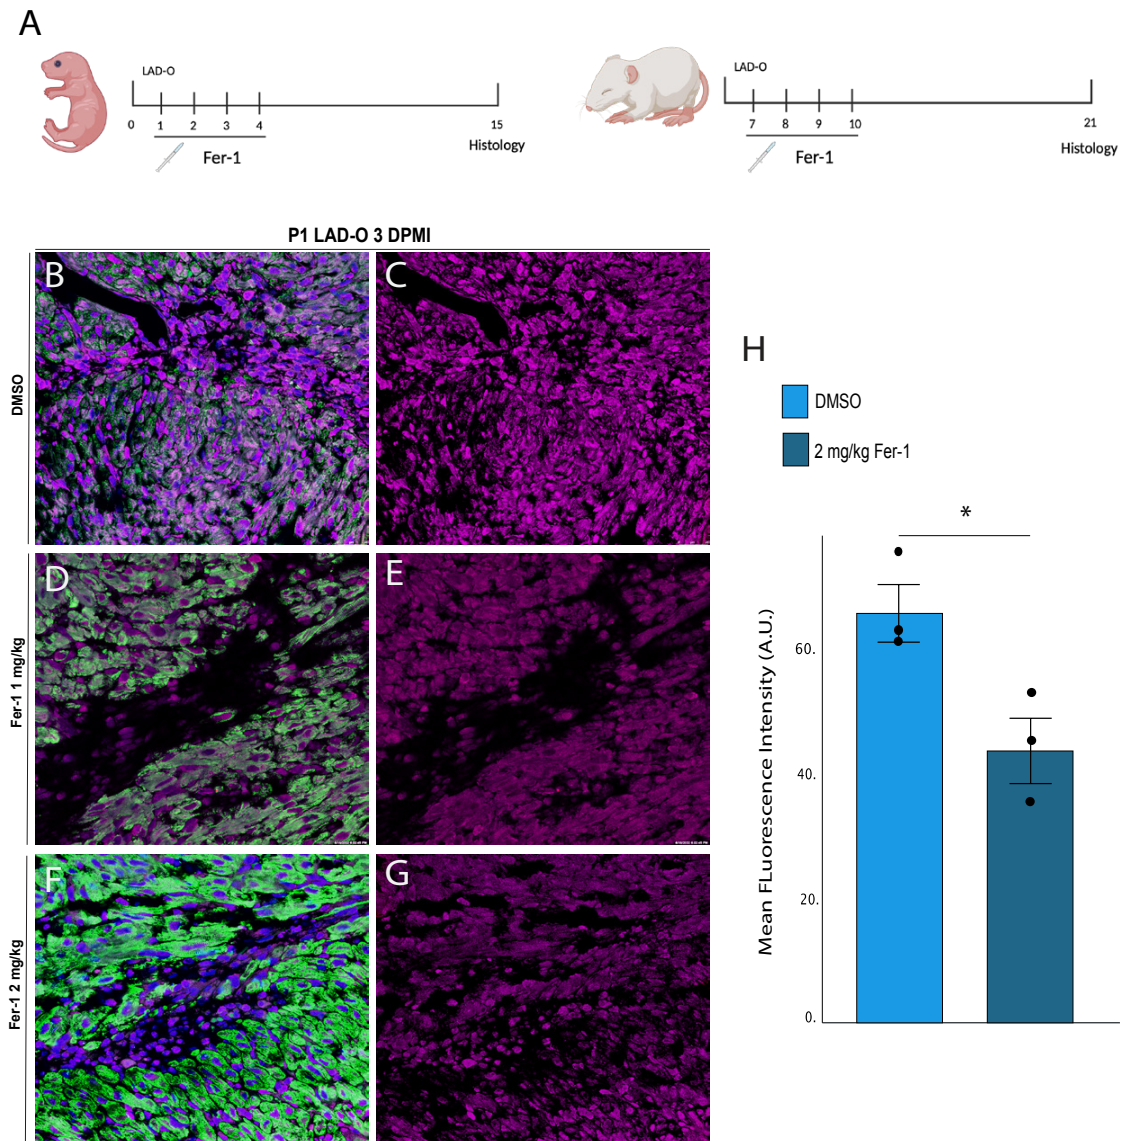 A
LAD-O
0 1 2 3 4 15
Fer-1
Histology
LAD-O
7 8 9 10 21
Fer-1
Histology
P1 LAD-O 3 DPMI
DMSO
B
C
Fer-1 1 mg/kg
D
E
Fer-1 2 mg/kg
F
G
H
DMSO
2 mg/kg Fer-1
*
Mean FLuorescence Intensity (A.U.)
60.
40.
20.
0.